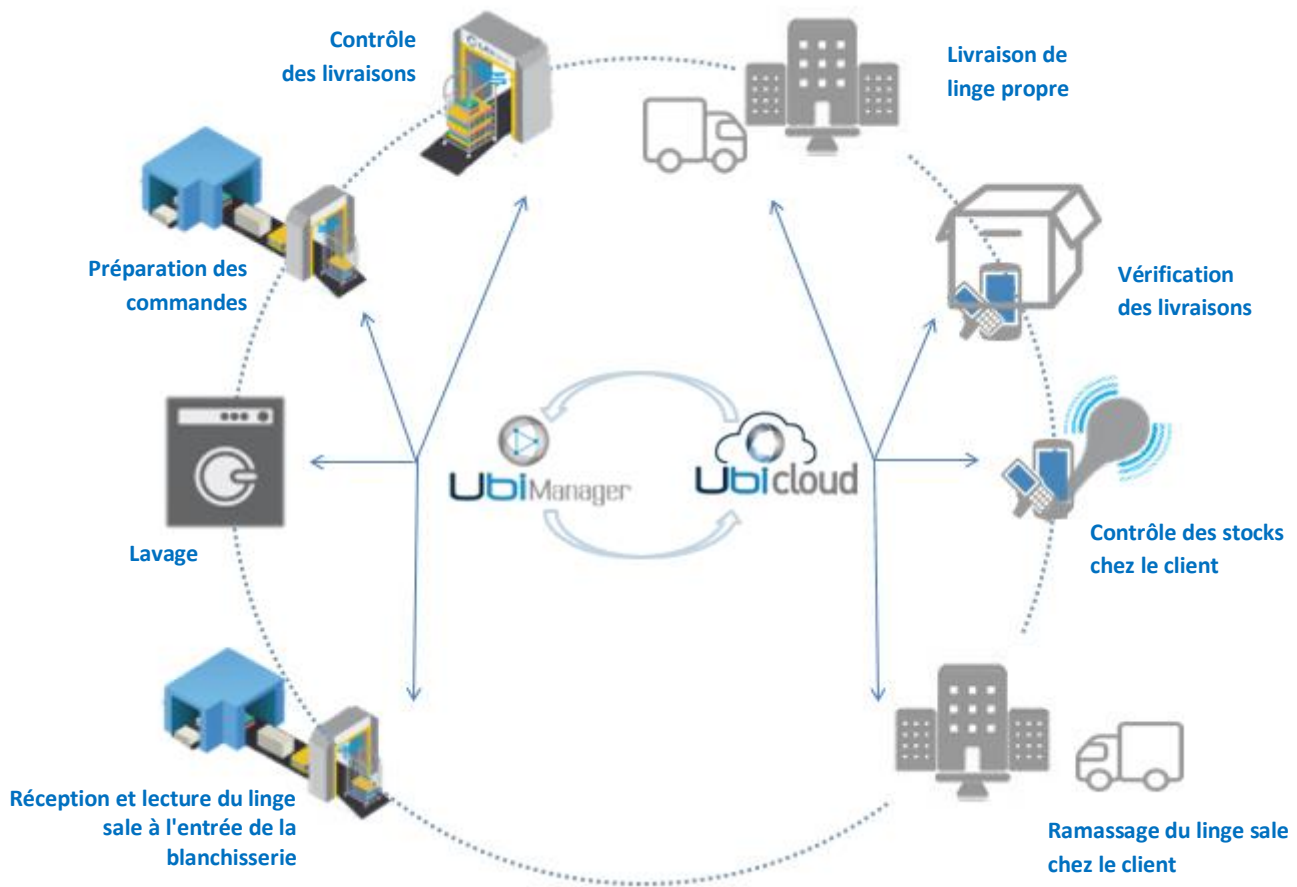 Contrôle
des livraisons
Livraison de
linge propre
Préparation des
commandes
Vérification
des livraisons
UbiManager
Ubicloud
Lavage
Contrôle des stocks
chez le client
Réception et lecture du linge
sale à l'entrée de la
blanchisserie
Ramassage du linge sale
chez le client